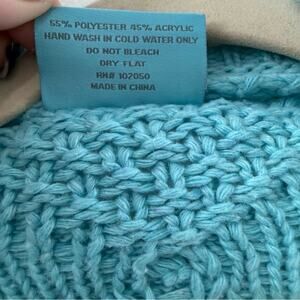 55% POLYESTER 45% ACRYLIC
HAND WASH IN COLD WATER ONLY
DO NOT BLEACH
DRY FLAT
RN# 107050
MADE IN CHINA